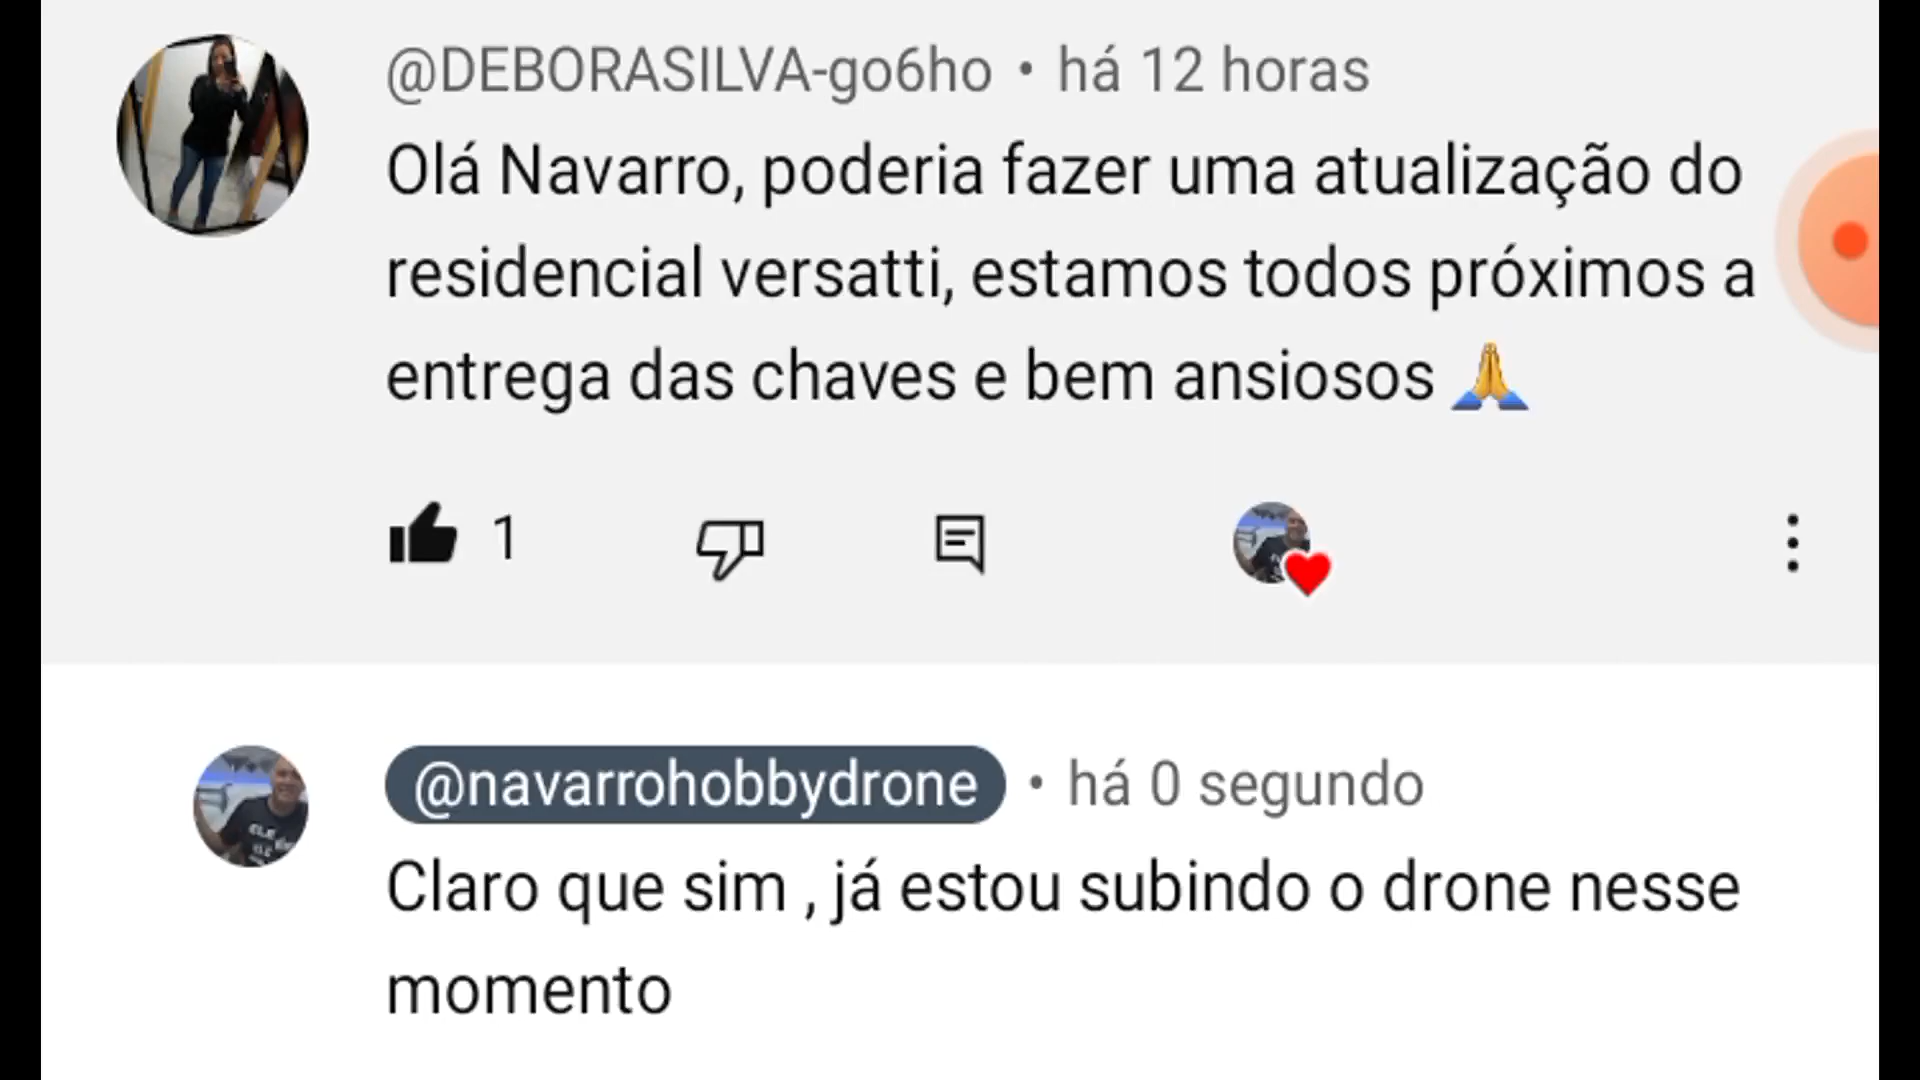 @DEBORASILVA-go6ho • há 12 horas
Olá Navarro, poderia fazer uma atualização do
residencial versatti, estamos todos próximos a
entrega das chaves e bem ansiosos 🙏
1
@navarrohobbydrone • há 0 segundo
Claro que sim , já estou subindo o drone nesse
momento